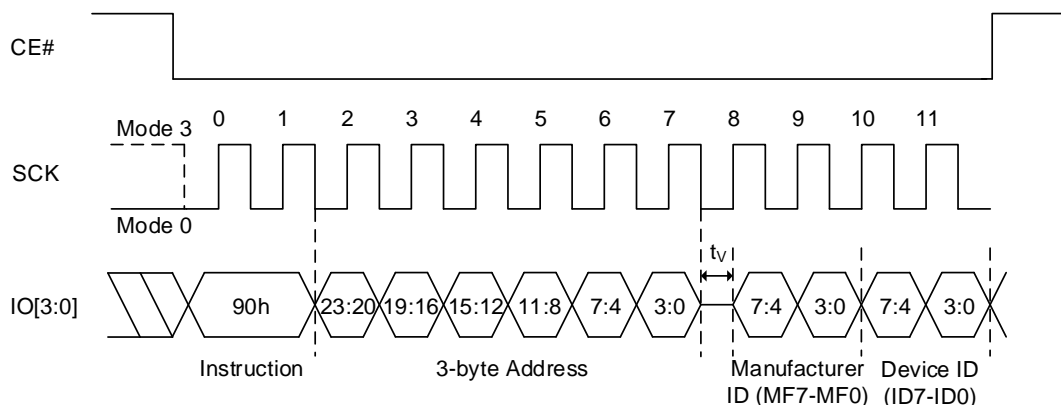 CE#
0 1 2 3 4 5 6 7 8 9 10 11
Mode 3
SCK
Mode 0
tV
IO[3:0] 90h 23:20 19:16 15:12 11:8 7:4 3:0 7:4 3:0 7:4 3:0
Instruction 3-byte Address Manufacturer Device ID
ID (MF7-MF0) (ID7-ID0)